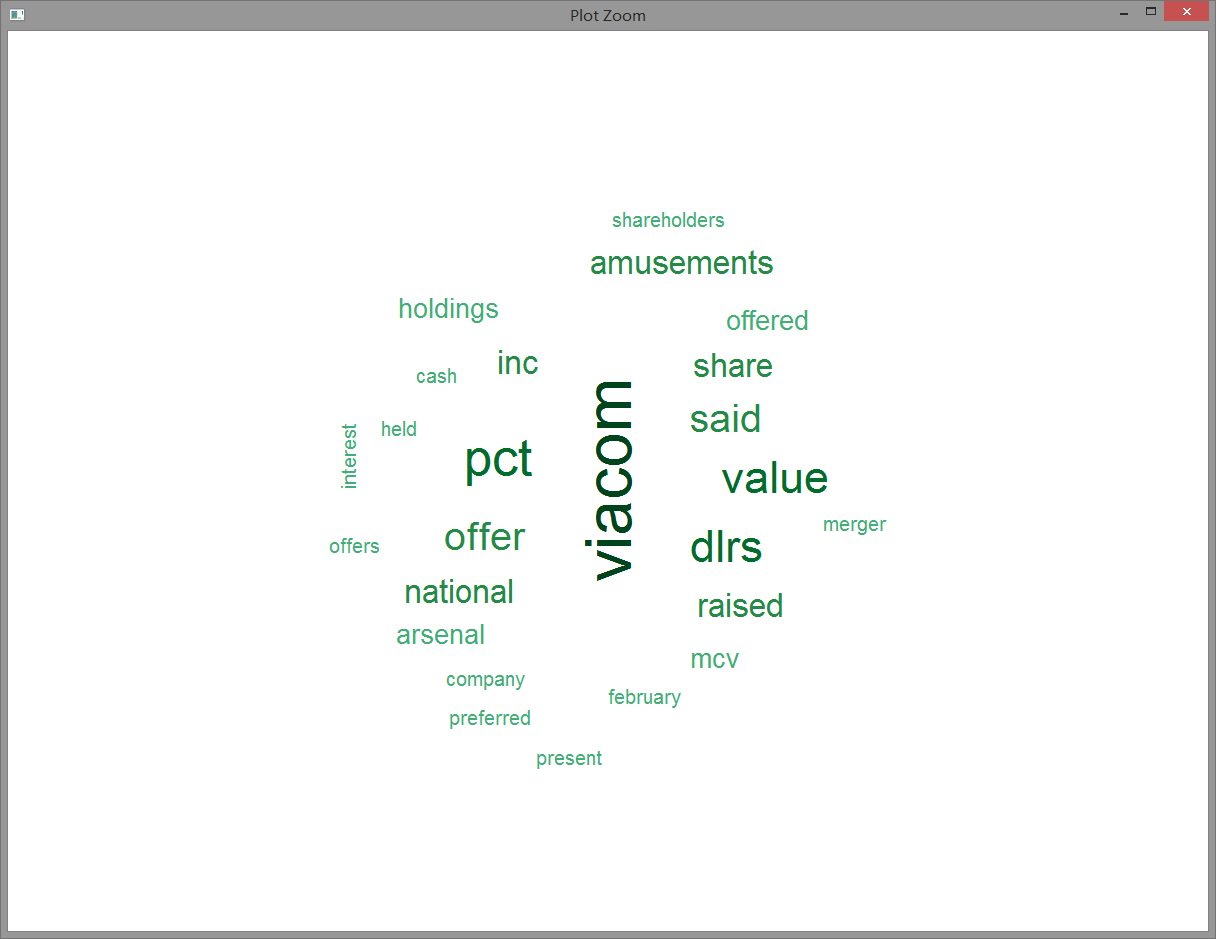 Plot Zoom
shareholders
amusements
holdings
offered
inc
share
cash
said
held
interest
pct
viacom
value
merger
offer
offers
dlrs
national
raised
arsenal
mcv
company
february
preferred
present